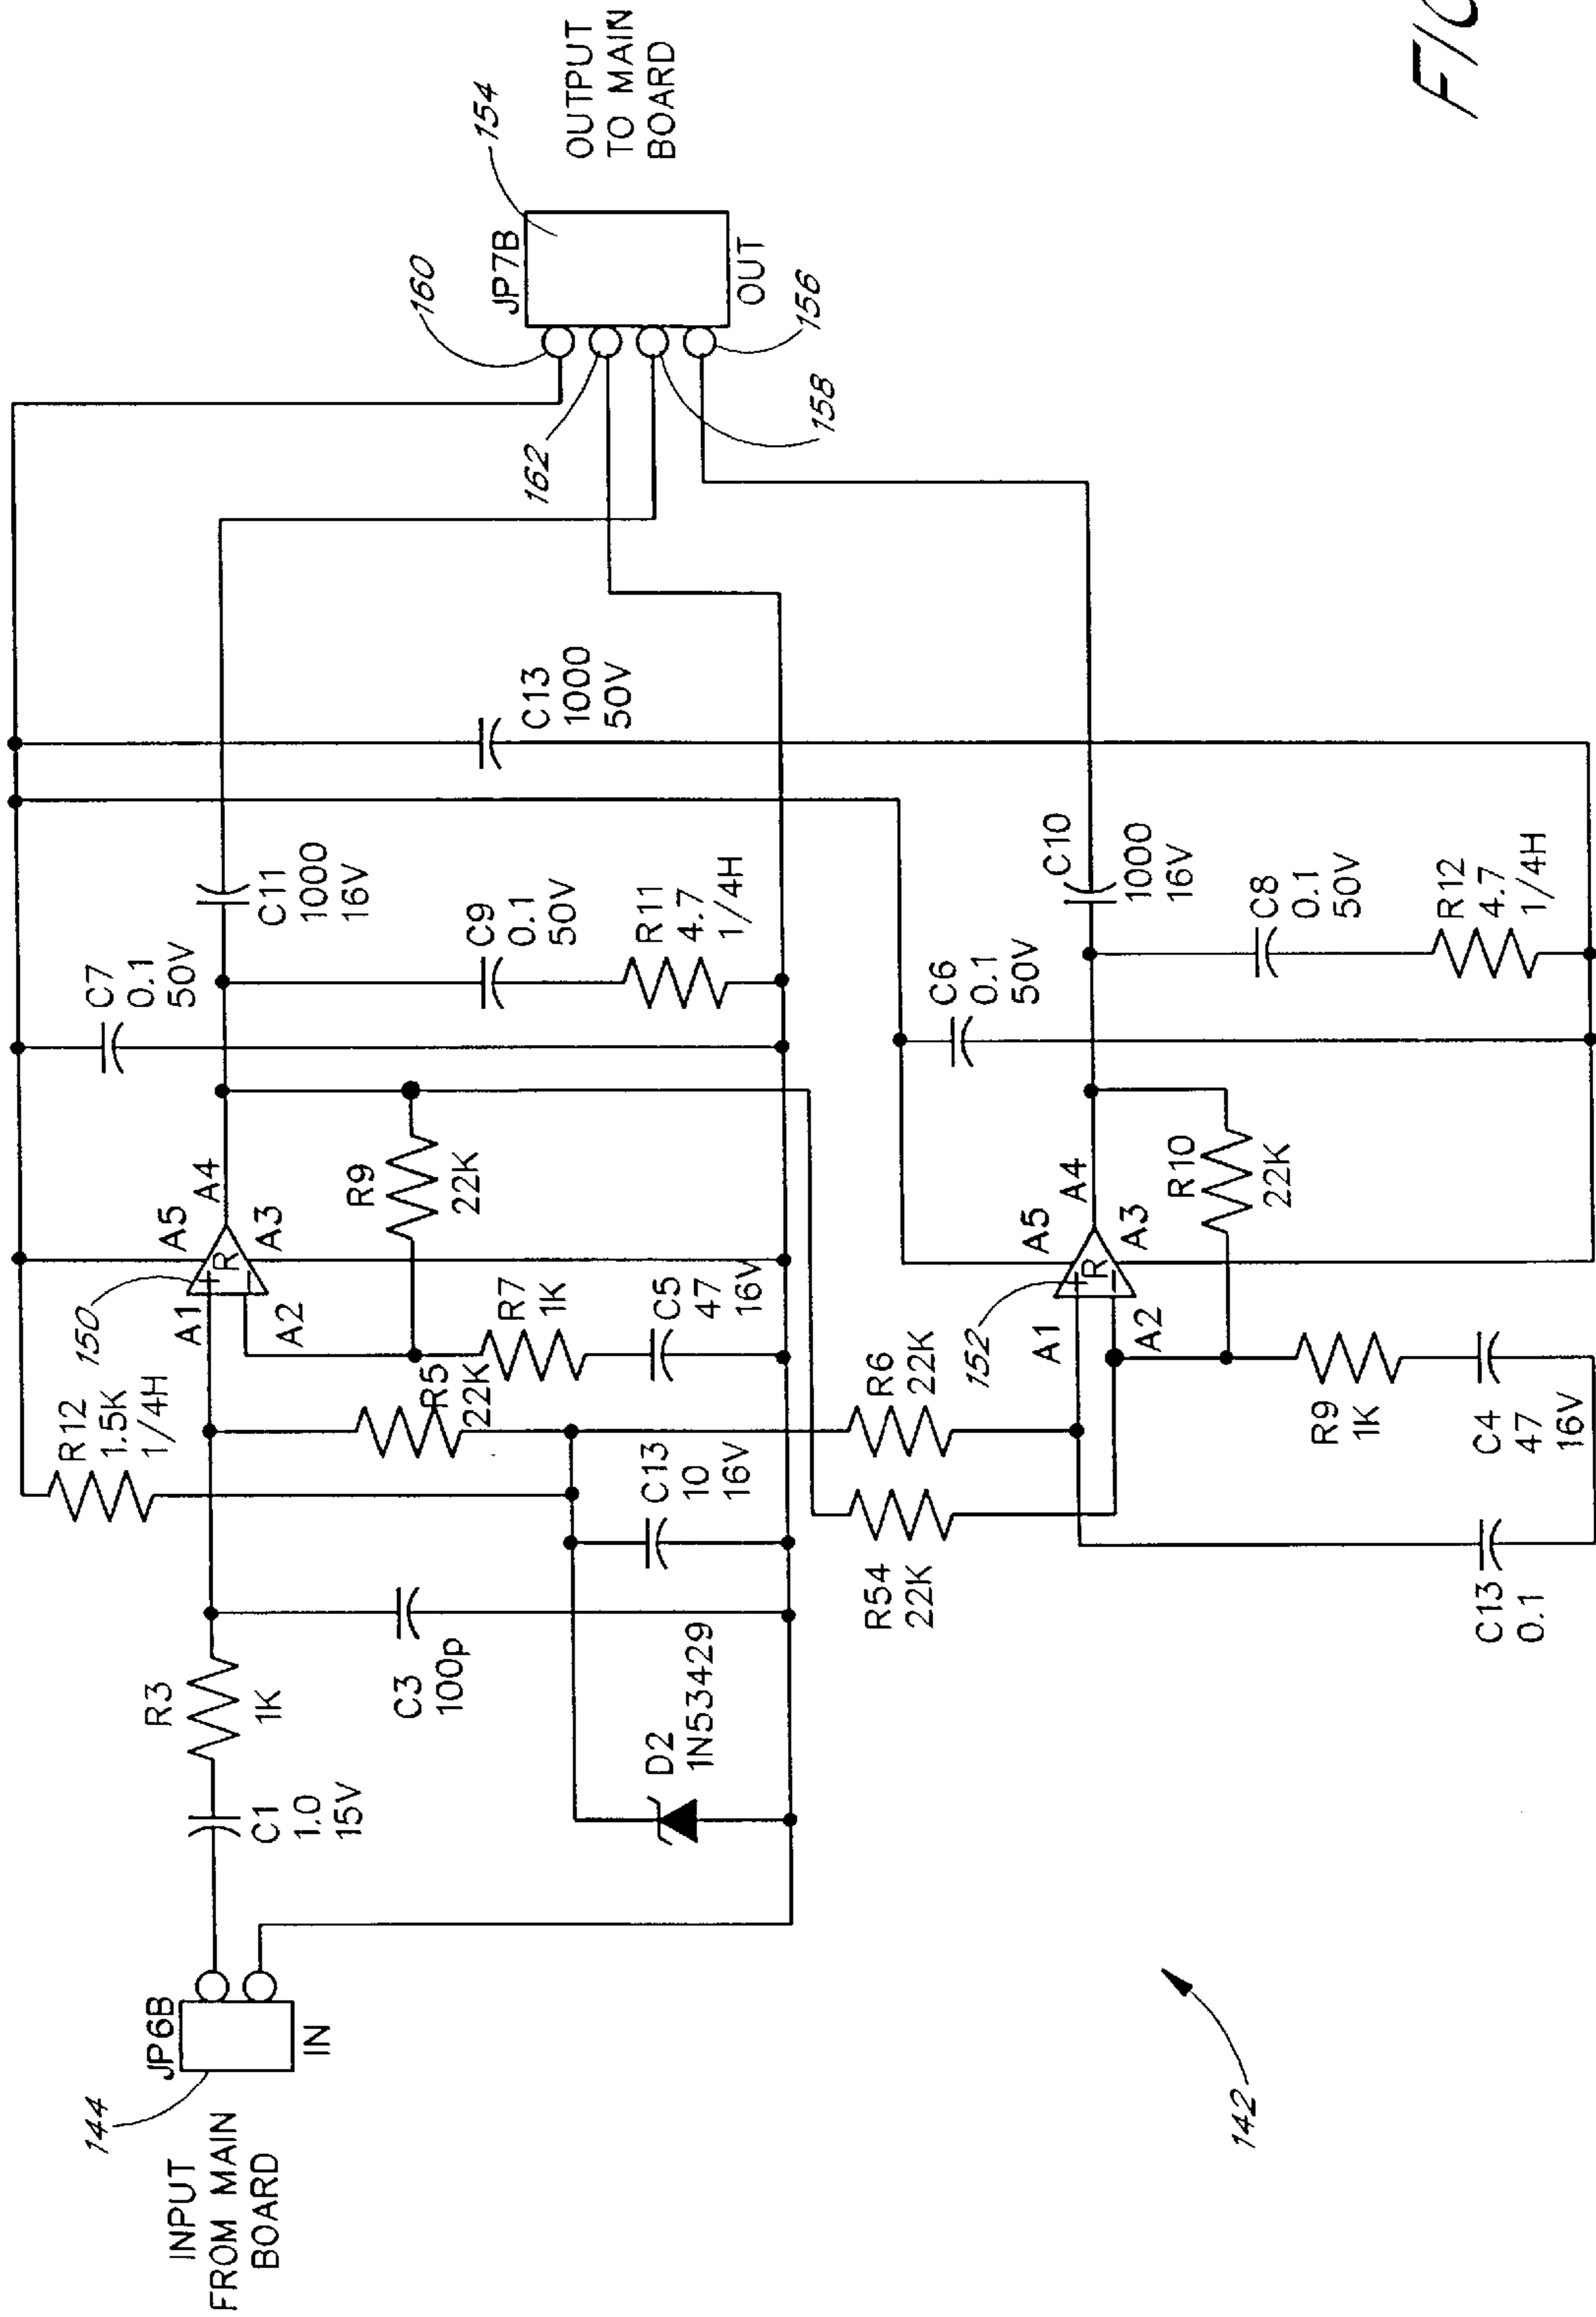 INPUT
FROM MAIN
BOARD
144
JP6B
IN
C1
1.0
15V
R3
1K
C3
100p
D2
1N53429
R12
1.5K
1/4H
C13
10
16V
R5
22K
150
A1
A2
A5
A4
A3
+
R
R7
1K
C5
47
16V
R9
22K
C7
0.1
50V
C11
1000
16V
C9
0.1
50V
R11
4.7
1/4H
C13
1000
50V
160
162
158
156
JP7B
154
OUT
OUTPUT
TO MAIN
BOARD
R54
22K
R6
22K
152
A1
A2
A5
A4
A3
+
R
R10
22K
C13
0.1
R9
1K
C4
47
16V
C6
0.1
50V
C10
1000
16V
C8
0.1
50V
R12
4.7
1/4H
142